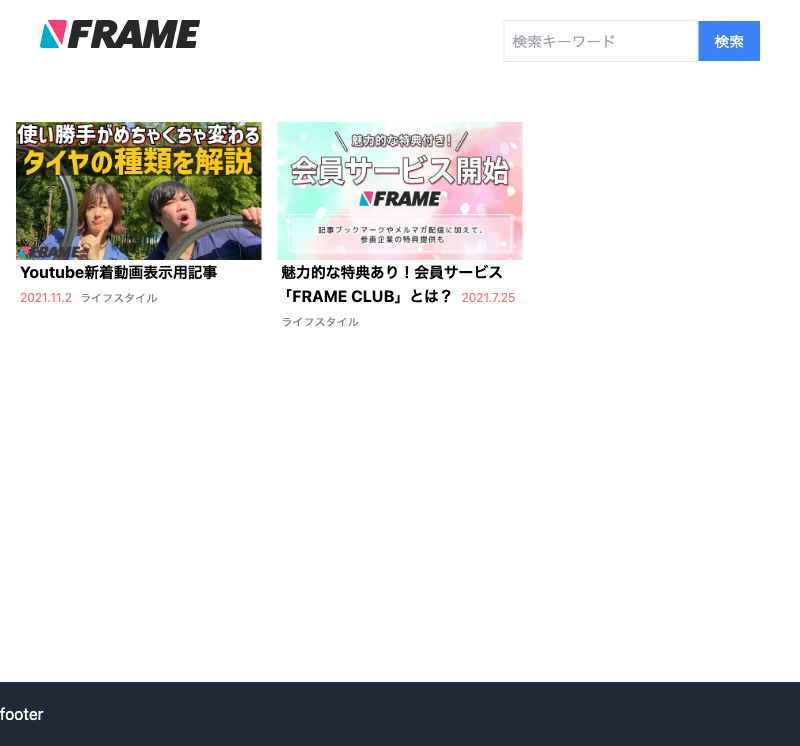 FRAME
検索キーワード
検索
使い勝手がめちゃくちゃ変わる
タイヤの種類を解説
FRAME
Youtube新着動画表示用記事
2021.11.2 ライフスタイル
魅力的な特典付き!
会員サービス開始
FRAME
記事ブックマークやメルマガ配信に加えて、
参画企業の特典提供も
魅力的な特典あり！会員サービス
「FRAME CLUB」とは？ 2021.7.25
ライフスタイル
footer